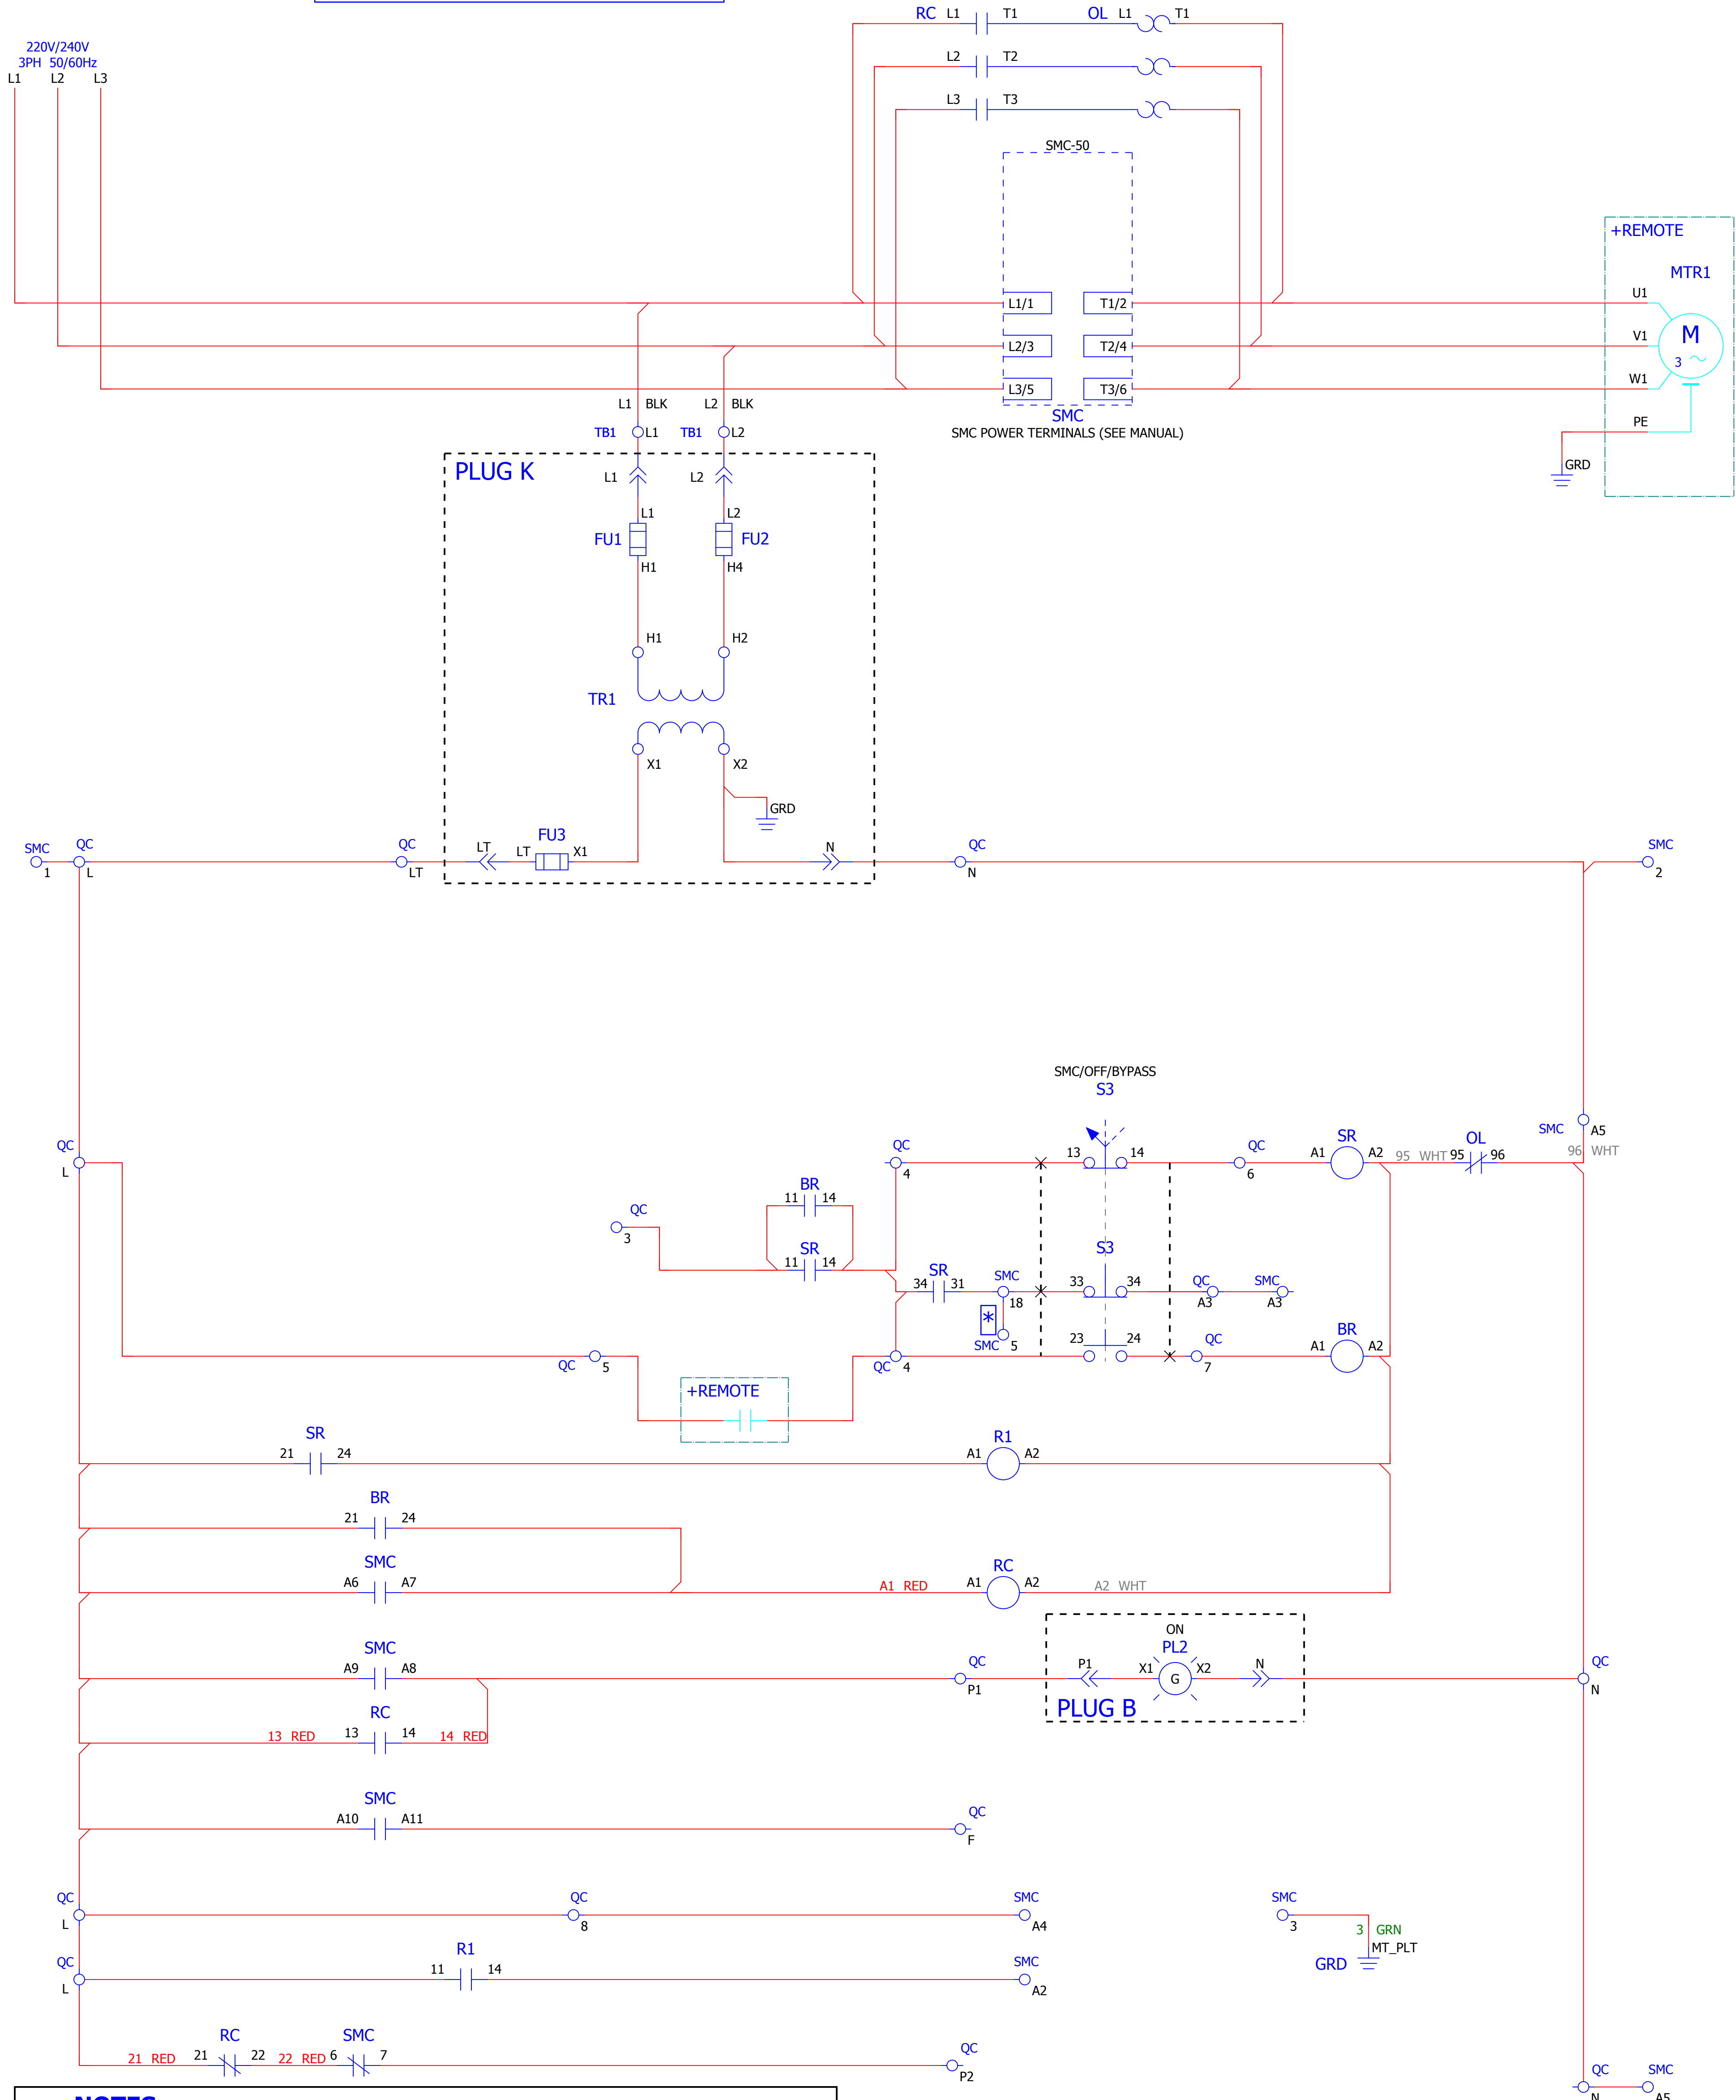 RC L1 T1 OL L1 T1
220V/240V
3PH 50/60Hz
L1 L2 L3
L2 T2
L3 T3
SMC-50
+REMOTE
MTR1
L1/1 T1/2 U1
L2/3 T2/4 V1
M
3
L3/5 T3/6 W1
L1 BLK L2 BLK
SMC
PE
TB1 L1 TB1 L2
SMC POWER TERMINALS (SEE MANUAL)
PLUG K
GRD
L1 L2
L1 L2
FU1 FU2
H1 H4
H1 H2
TR1
X1 X2
GRD
FU3
SMC QC QC LT LT X1 N QC SMC
1 L LT N 2
SMC/OFF/BYPASS
S3
SMC A5
QC QC 13 14 QC SR OL
A1 A2 95 WHT 95 96 96 WHT
L 4 6
BR
11 14
QC
3
SR S3
11 14
SR
34 31 SMC 33 34 QC SMC
18 A3 A3
*
SMC 5
23 24 QC BR
A1 A2
QC 5 QC 4 7
+REMOTE
SR R1
21 24 A1 A2
BR
21 24
SMC RC
A6 A7 A1 RED A1 A2 A2 WHT
ON
SMC PL2
A9 A8 QC P1 X1 G X2 N QC
P1 N
PLUG B
RC
13 RED 13 14 14 RED
SMC
A10 A11 QC
F
QC QC SMC SMC
L 8 A4 3
3 GRN
MT_PLT
GRD
QC R1 SMC
11 14
L A2
RC SMC
21 RED 21 22 22 RED 6 7 QC
P2
QC SMC
N A5
NOTES